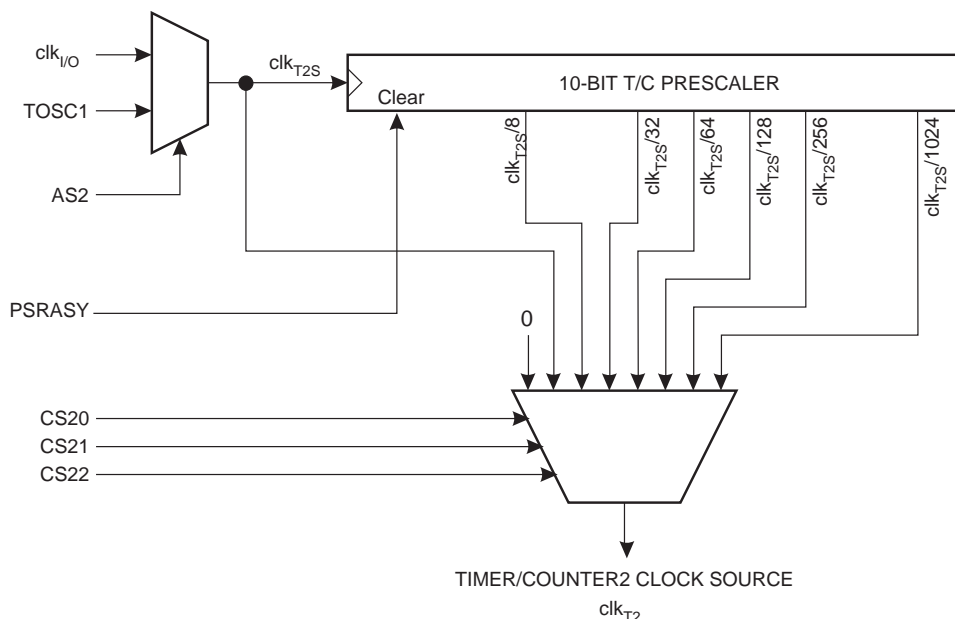 clkI/O
TOSC1
AS2
PSRASY
clkT2S
10-BIT T/C PRESCALER
Clear
clkT2S/8
clkT2S/32
clkT2S/64
clkT2S/128
clkT2S/256
clkT2S/1024
0
CS20
CS21
CS22
TIMER/COUNTER2 CLOCK SOURCE
clkT2